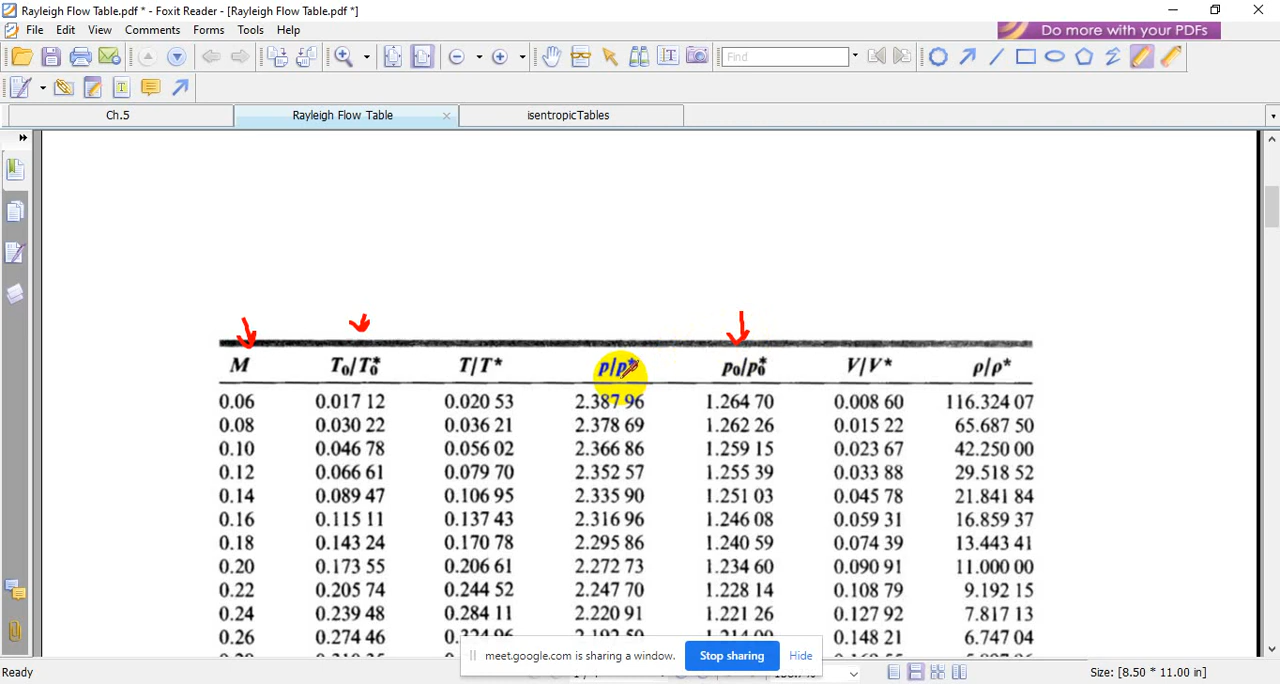 Rayleigh Flow Table.pdf * - Foxit Reader - [Rayleigh Flow Table.pdf *]
File Edit View Comments Forms Tools Help
Do more with your PDFs
Find
Ch.5 Rayleigh Flow Table isentropicTables
M T0/T0* T/T* p/p* p0/p0* V/V* ρ/ρ*
0.06 0.017 12 0.020 53 2.387 96 1.264 70 0.008 60 116.324 07
0.08 0.030 22 0.036 21 2.378 69 1.262 26 0.015 22 65.687 50
0.10 0.046 78 0.056 02 2.366 86 1.259 15 0.023 67 42.250 00
0.12 0.066 61 0.079 70 2.352 57 1.255 39 0.033 88 29.518 52
0.14 0.089 47 0.106 95 2.335 90 1.251 03 0.045 78 21.841 84
0.16 0.115 11 0.137 43 2.316 96 1.246 08 0.059 31 16.859 37
0.18 0.143 24 0.170 78 2.295 86 1.240 59 0.074 39 13.443 41
0.20 0.173 55 0.206 61 2.272 73 1.234 60 0.090 91 11.000 00
0.22 0.205 74 0.244 52 2.247 70 1.228 14 0.108 79 9.192 15
0.24 0.239 48 0.284 11 2.220 91 1.221 26 0.127 92 7.817 13
0.26 0.274 46 0.148 21 6.747 04
meet.google.com is sharing a window. Stop sharing Hide
Ready Size: [8.50 * 11.00 in]